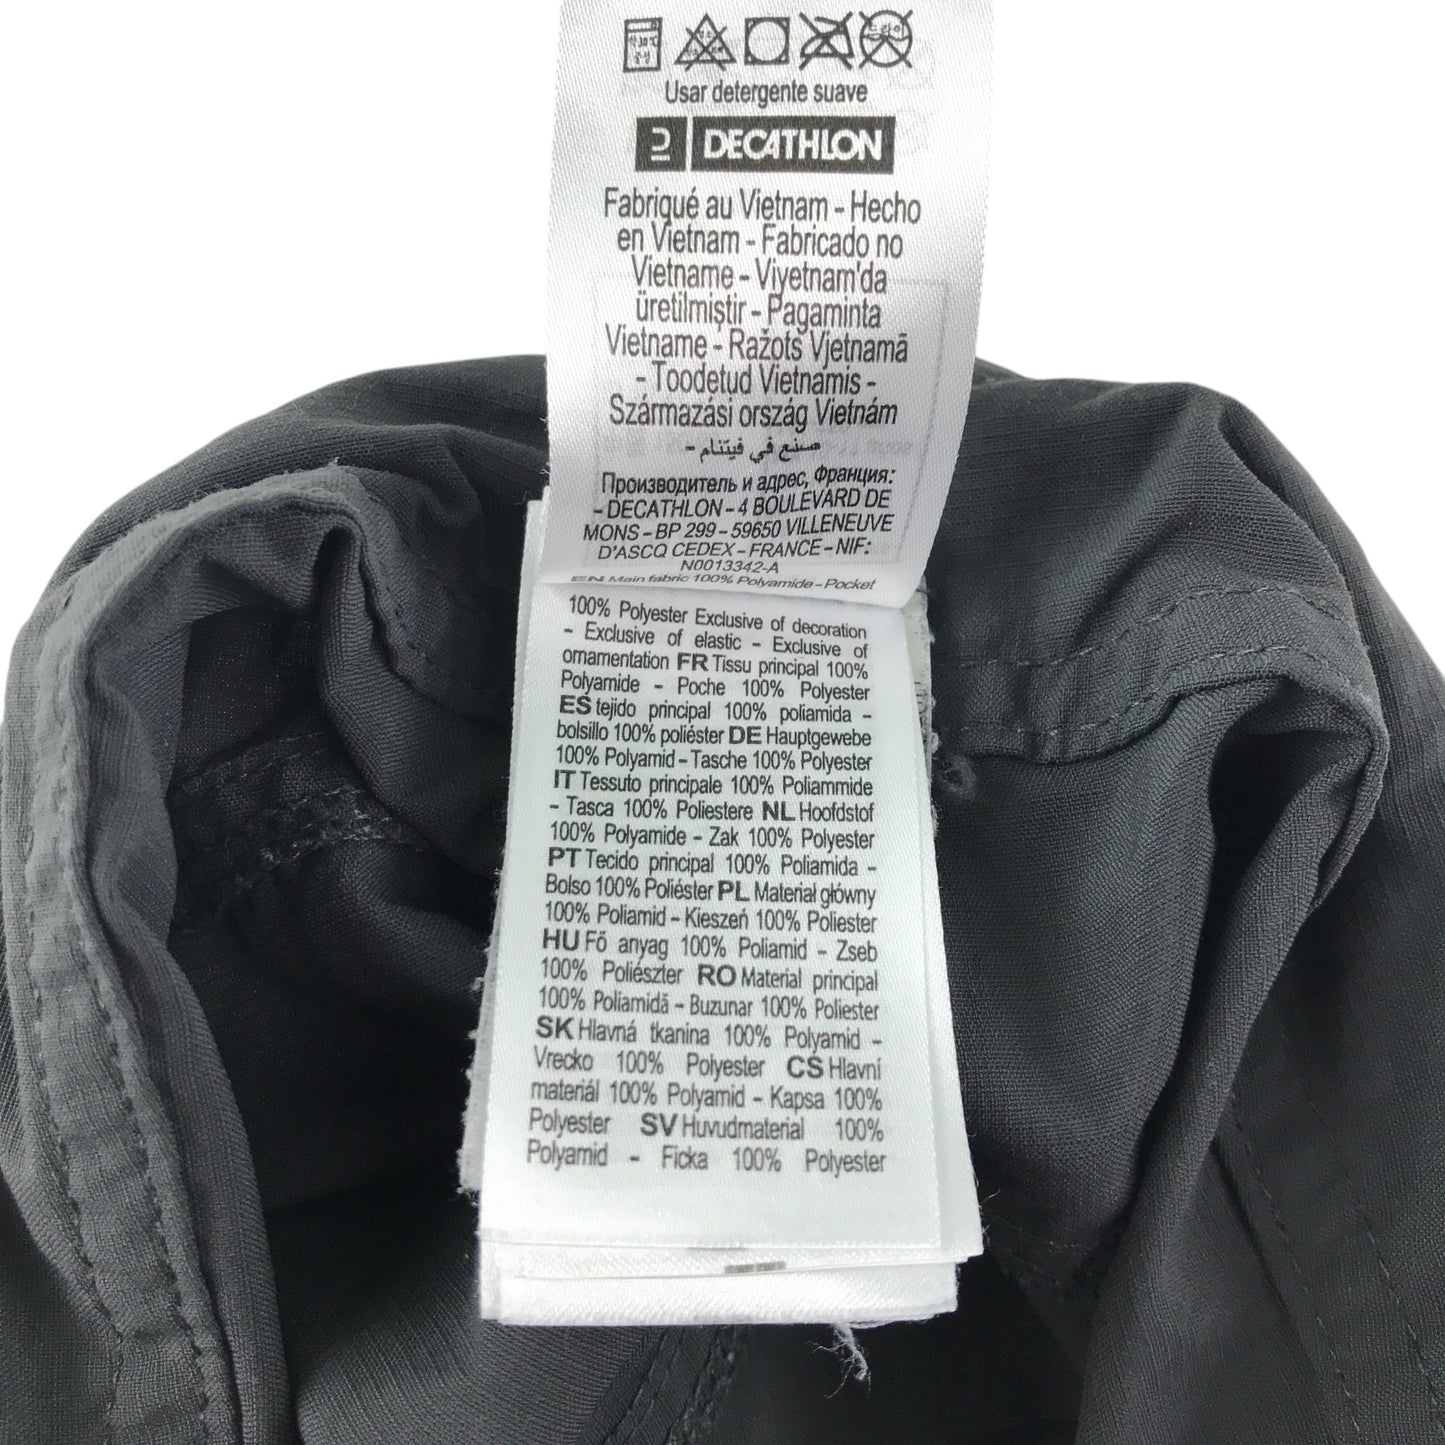 Usar detergente suave
DECATHLON
Fabriqué au Vietnam - Hecho
en Vietnam - Fabricado no
Vietname - Viyetnam'da
üretilmiştir - Pagaminta
Vietname - Ražots Vjetnamā
- Toodetud Vietnamis -
Származási ország Vietnám
- صنع في فيتنام -
Производитель и адрес, Франция:
- DECATHLON - 4 BOULEVARD DE
MONS - BP 299 - 59650 VILLENEUVE
D'ASCQ CEDEX - FRANCE - NIF:
N0013342-A
EN Main fabric 100% Polyamide - Pocket
100% Polyester Exclusive of decoration
- Exclusive of elastic - Exclusive of
ornamentation FR Tissu principal 100%
Polyamide - Poche 100% Polyester
ES tejido principal 100% poliamida -
bolsillo 100% poliéster DE Hauptgewebe
100% Polyamid - Tasche 100% Polyester
IT Tessuto principale 100% Poliammide
- Tasca 100% Poliestere NL Hoofdstof
100% Polyamide - Zak 100% Polyester
PT Tecido principal 100% Poliamida -
Bolso 100% Poliéster PL Materiał główny
100% Poliamid - Kieszeń 100% Poliester
HU Fő anyag 100% Poliamid - Zseb
100% Poliészter RO Material principal
100% Poliamidă - Buzunar 100% Poliester
SK Hlavná tkanina 100% Polyamid -
Vrecko 100% Polyester CS Hlavní
materiál 100% Polyamid - Kapsa 100%
Polyester SV Huvudmaterial 100%
Polyamid - Ficka 100% Polyester